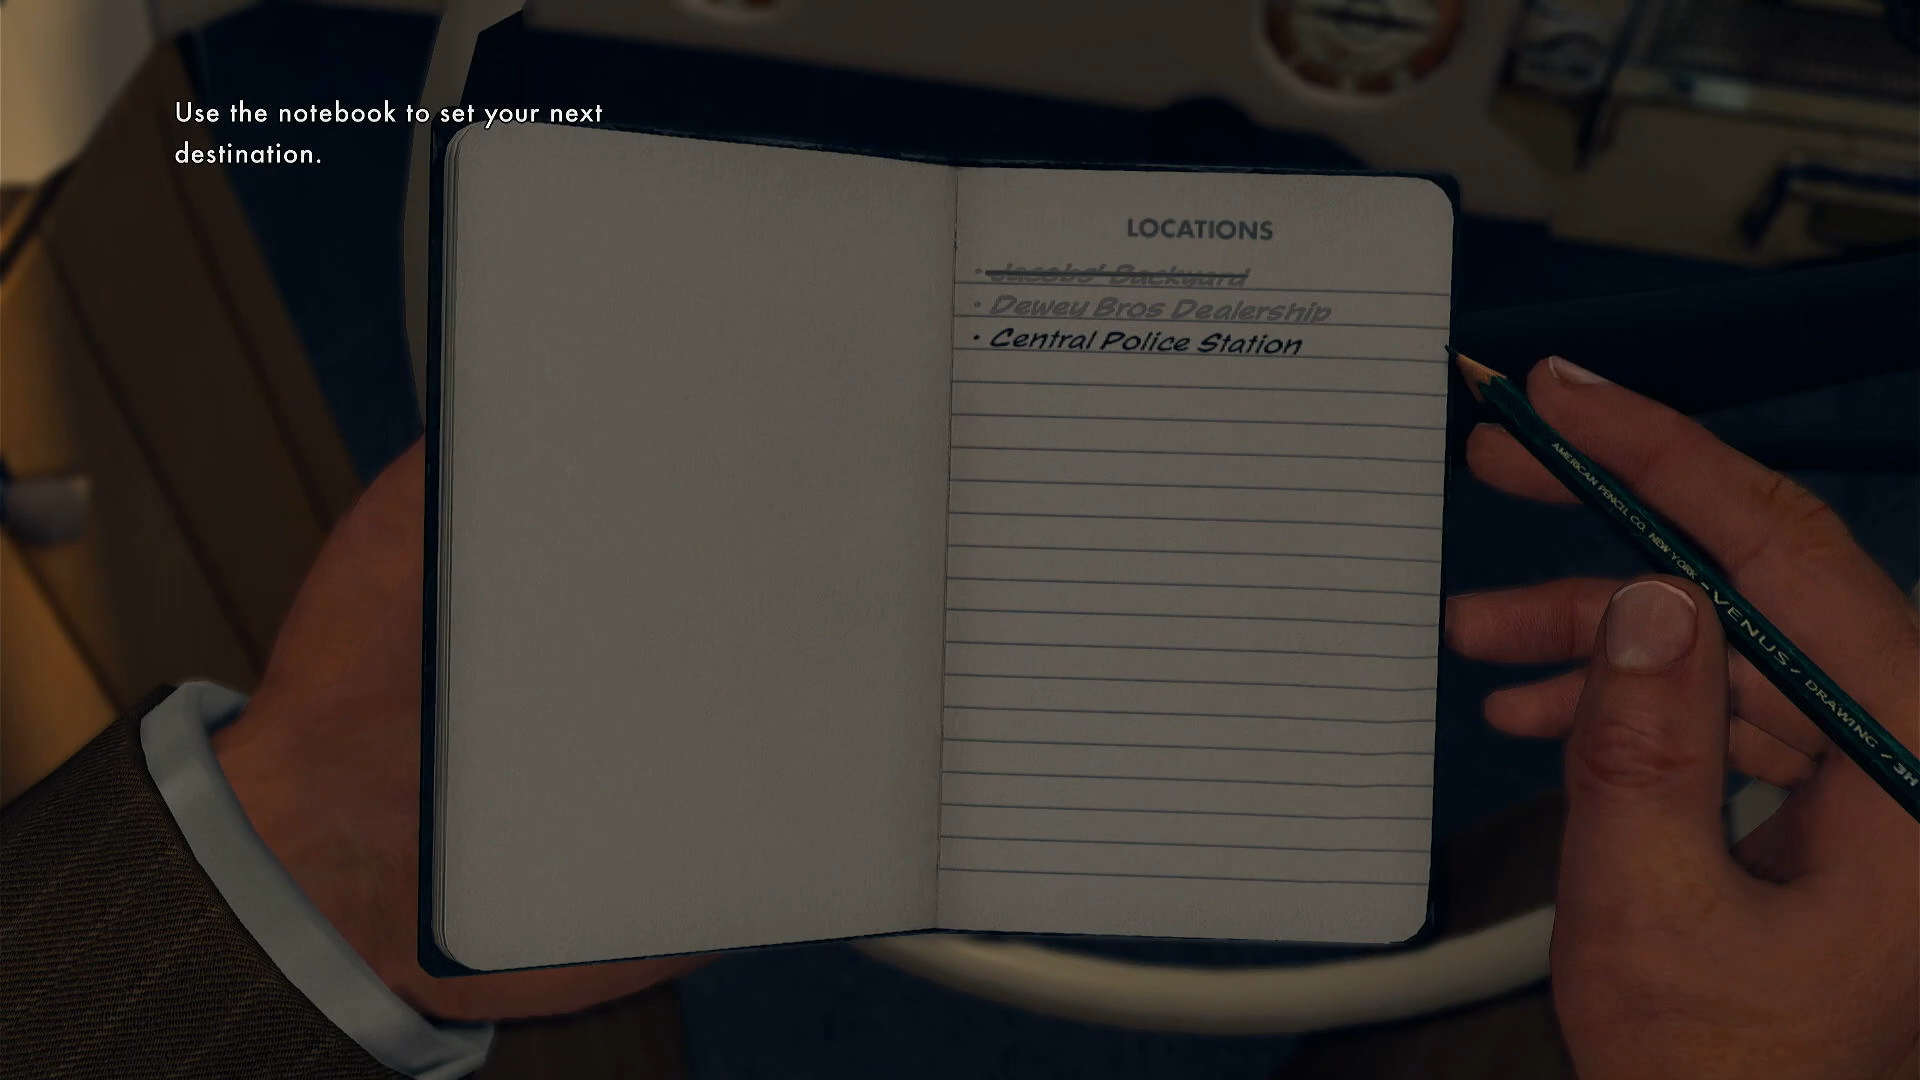 Use the notebook to set your next
destination.
LOCATIONS
• Jacobs' Backyard
• Dewey Bros Dealership
• Central Police Station
AMERICAN PENCIL CO. NEW YORK -VENUS/ DRAWING / 3H